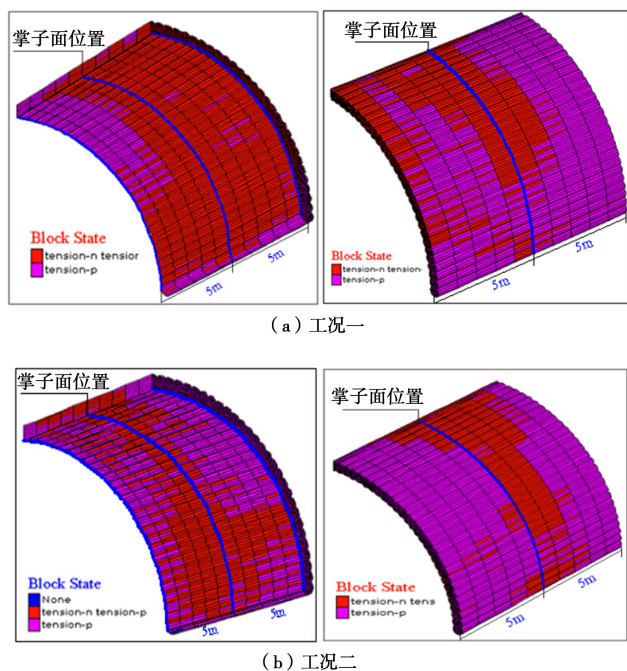 掌子面位置
Block State
tension-n tensior
tension-p
5m
5m
掌子面位置
Block State
tension-n tension
tension-p
5m
5m
(a)工况一
掌子面位置
Block State
None
tension-n tension-p
tension-p
5m
5m
掌子面位置
Block State
tension-n tens
tension-p
5m
5m
(b)工况二